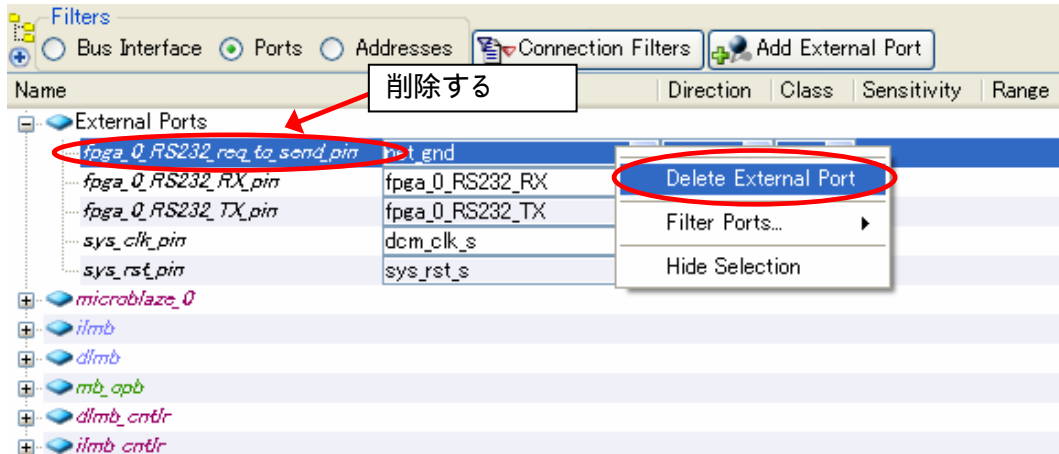 Filters
Bus Interface Ports Addresses Connection Filters Add External Port
削除する
Name Direction Class Sensitivity Range
External Ports
fpga_0_RS232_req_to_send_pin net_gnd
fpga_0_RS232_RX_pin fpga_0_RS232_RX
fpga_0_RS232_TX_pin fpga_0_RS232_TX
sys_clk_pin dcm_clk_s
sys_rst_pin sys_rst_s
Delete External Port
Filter Ports...
Hide Selection
microblaze_0
ilmb
dlmb
mb_opb
dlmb_cntlr
ilmb_cntlr